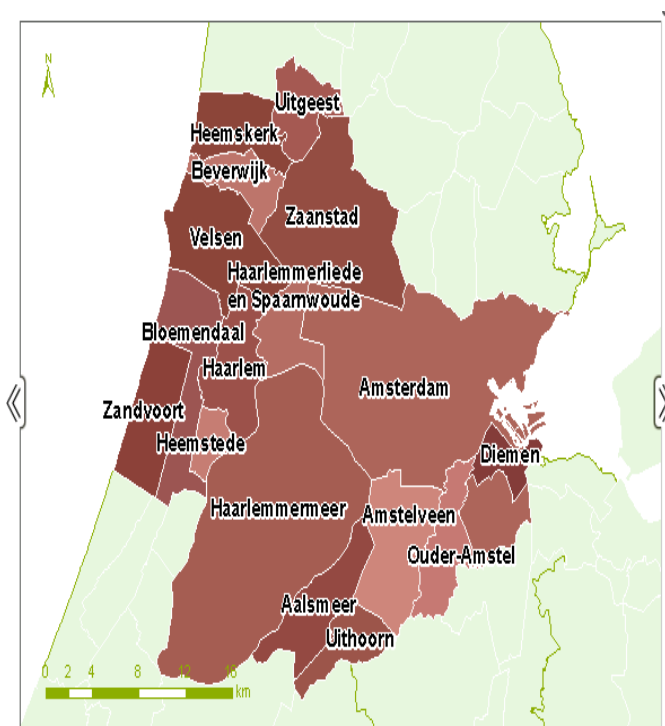 N
Uitgeest
Heemskerk
Beverwijk
Zaanstad
Velsen
Haarlemmerliede
en Spaarnwoude
Bloemendaal
Haarlem
Amsterdam
Zandvoort
Heemstede
Diemen
Haarlemmermeer
Amstelveen
Ouder-Amstel
Aalsmeer
Uithoorn
0 2 4 8 12 16
km